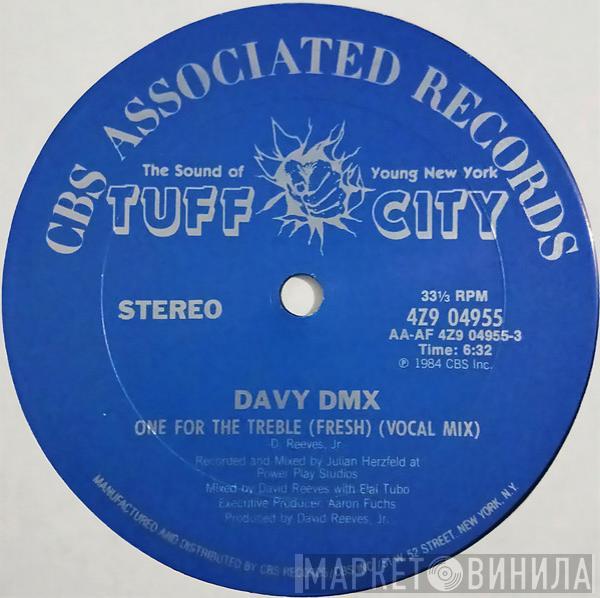 CBS ASSOCIATED RECORDS
The Sound of Young New York
TUFF CITY
STEREO
33⅓ RPM
4Z9 04955
AA-AF 4Z9 04955-3
Time: 6:32
℗ 1984 CBS Inc.
DAVY DMX
ONE FOR THE TREBLE (FRESH) (VOCAL MIX)
D. Reeves, Jr.
Recorded and Mixed by Julian Herzfeld at
Power Play Studios
Mixed by David Reeves with Elai Tubo
Executive Producer: Aaron Fuchs
Produced by David Reeves, Jr.
MANUFACTURED AND DISTRIBUTED BY CBS RECORDS W. 52 STREET, NEW YORK, N.Y.
МАРКЕТ ВИНИЛА